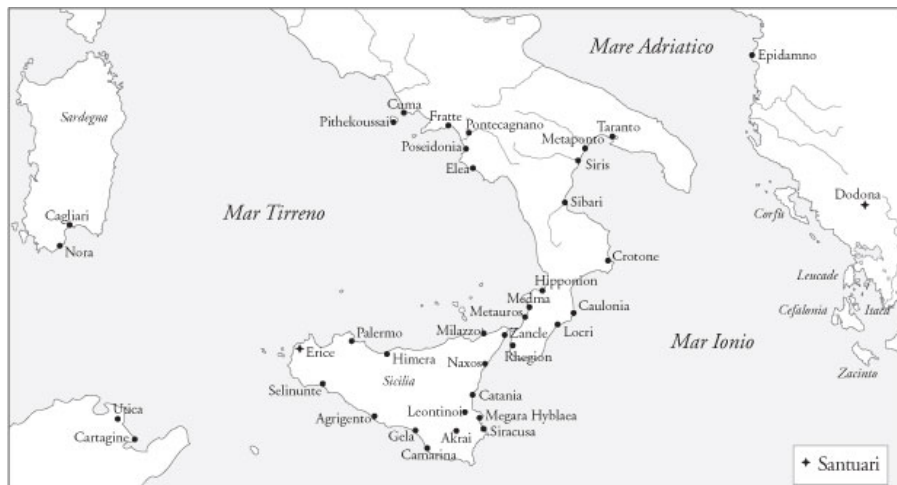 Mare Adriatico
Epidamno
Sardegna
Cuma
Pithekoussai
Fratte
Pontecagnano
Taranto
Metaponto
Poseidonia
Siris
Elea
Dodona
Sibari
Corfù
Cagliari
Mar Tirreno
Nora
Crotone
Hipponion
Leucade
Medma
Metauros
Caulonia
Cefalonia
Itaca
Milazzo
Zancle
Locri
Palermo
Mar Ionio
Erice
Himera
Rhegion
Naxos
Zacinto
Sicilia
Selinunte
Catania
Utica
Leontinoi
Agrigento
Megara Hyblaea
Siracusa
Cartagine
Gela
Akrai
Camarina
Santuari